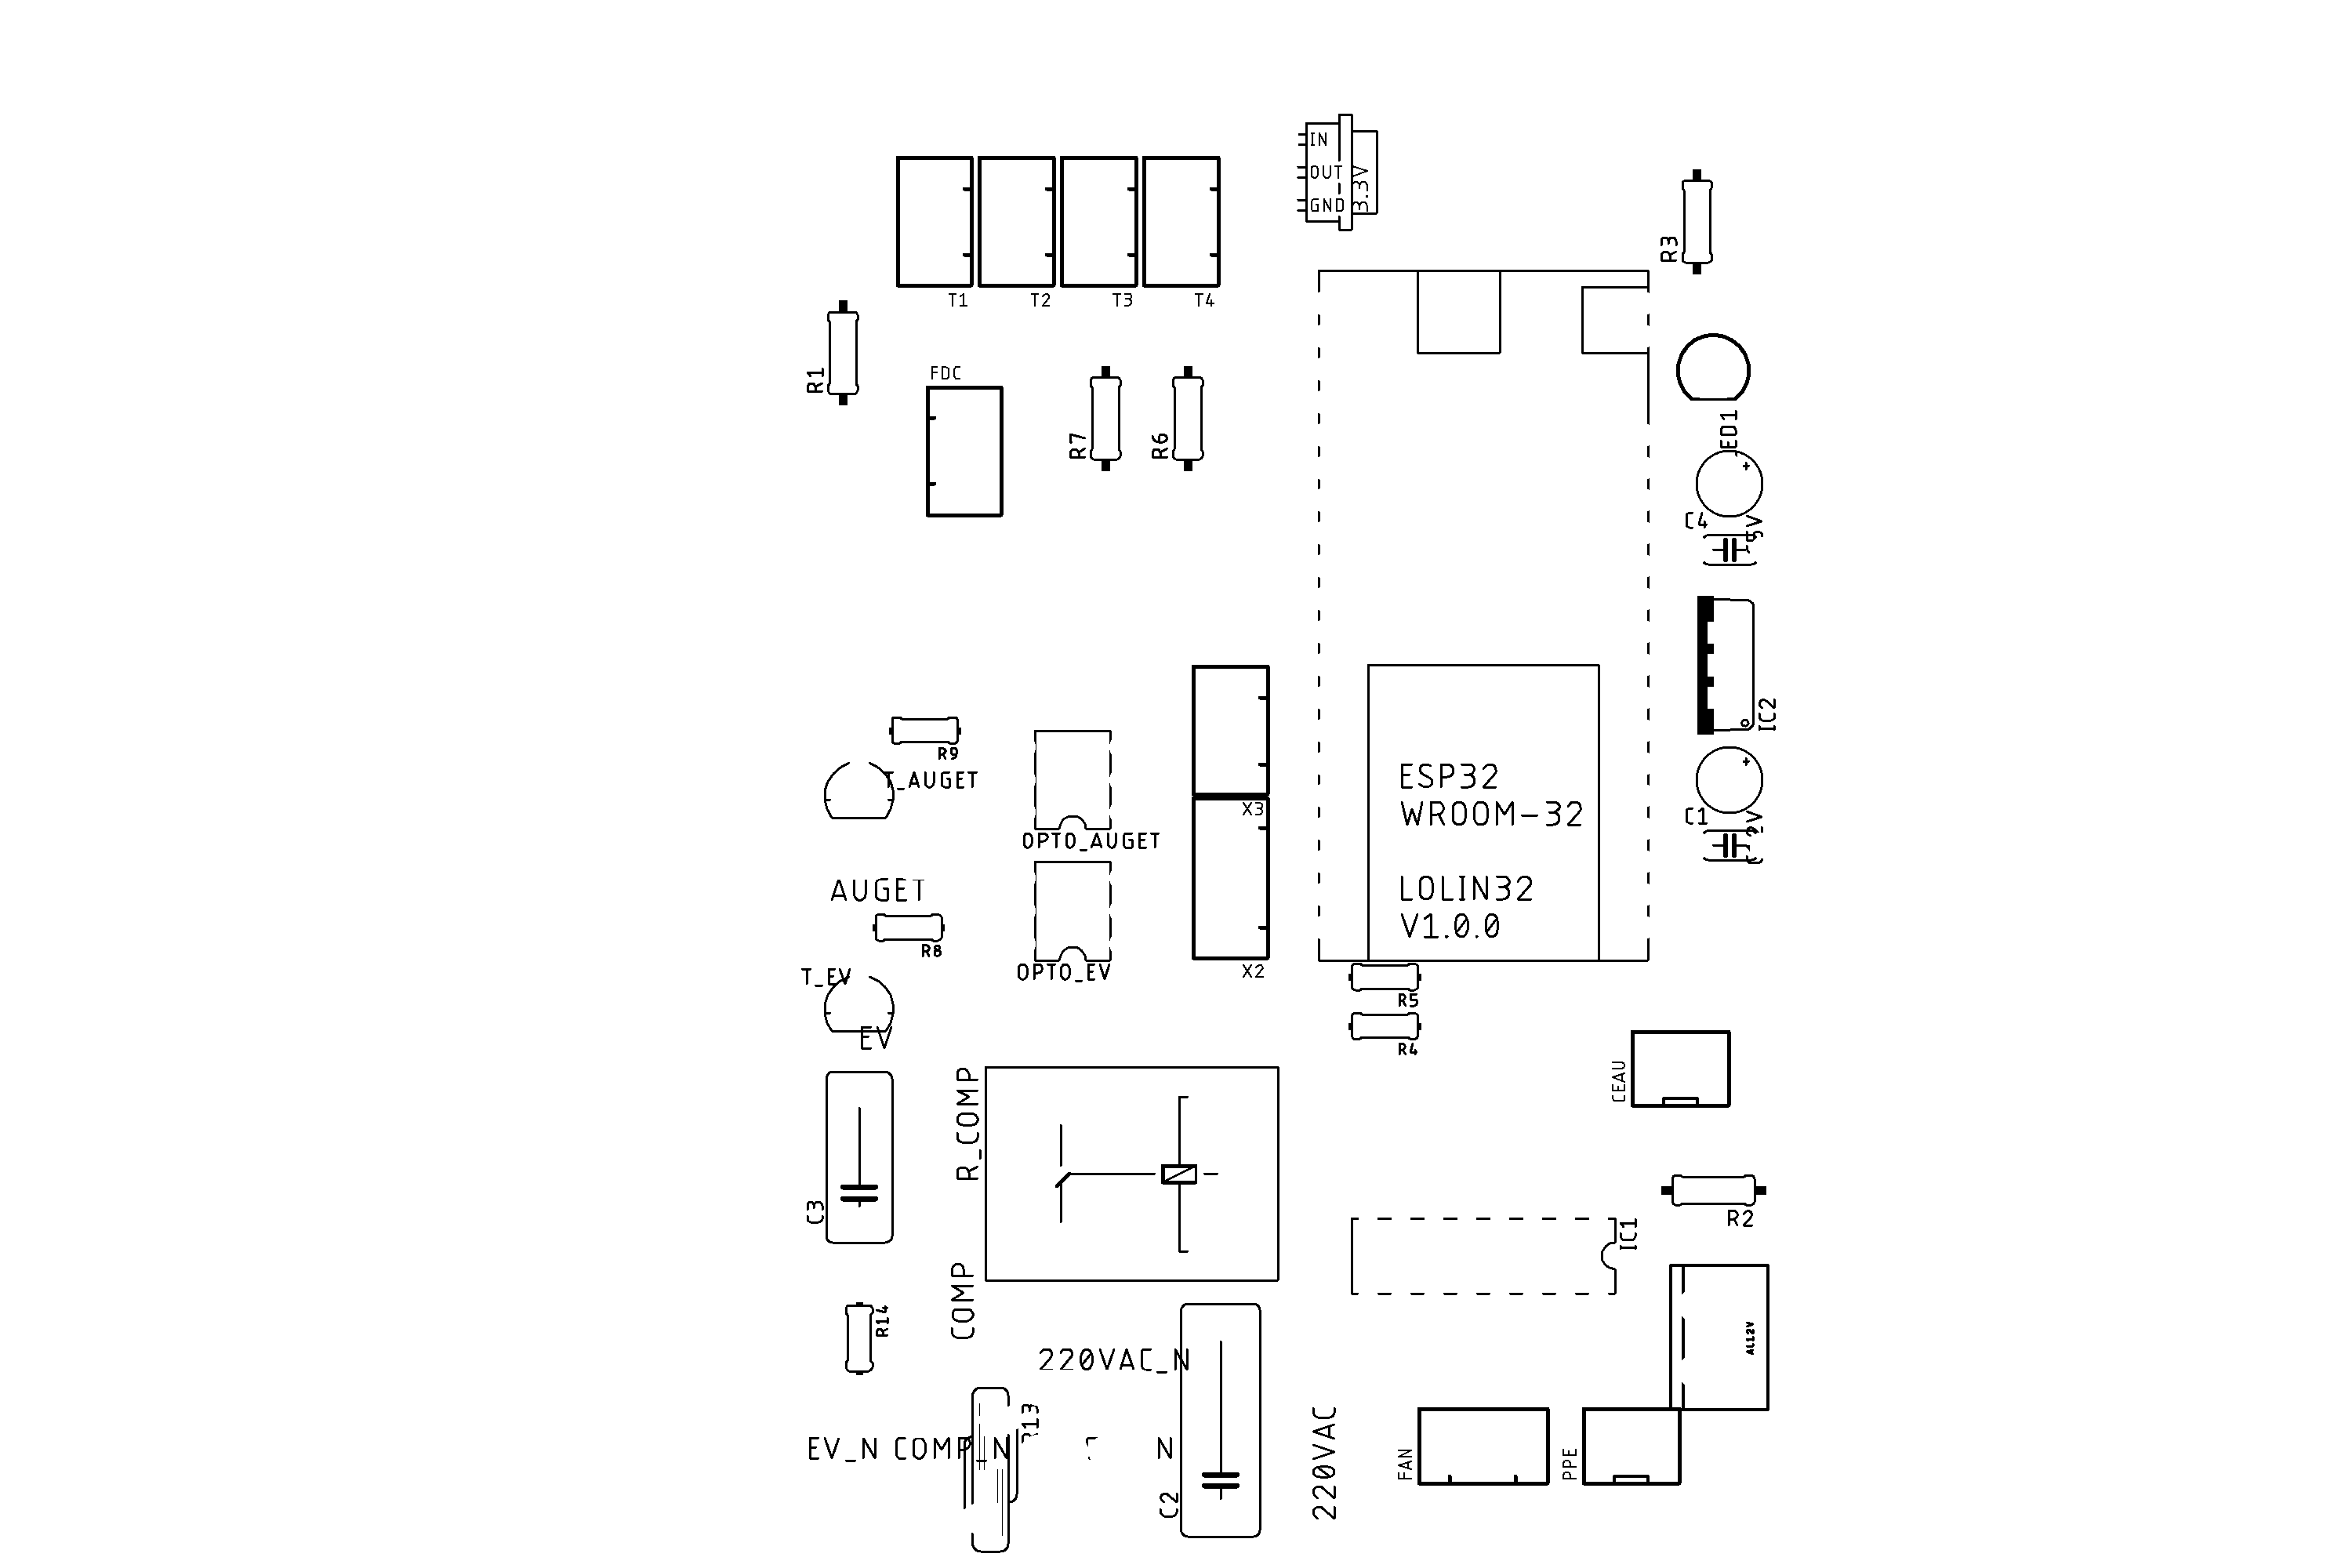 IN
OUT
GND
3.3V
R3
T1
T2
T3
T4
R1
FDC
R7
R6
ED1
C4
5V
IC2
R9
T_AUGET
ESP32
WROOM-32
X3
C1
OPTO_AUGET
AUGET
LOLIN32
V1.0.0
R8
T_EV
OPTO_EV
X2
R5
EV
R4
R_COMP
CEAU
C3
R2
IC1
COMP
R14
AL12V
220VAC_N
R13
220VAC
EV_N COMP_N
N
FAN
PPE
C2